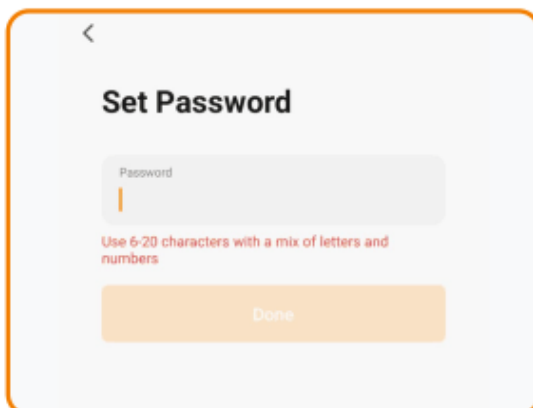 Set Password
Password
Use 6-20 characters with a mix of letters and
numbers
Done